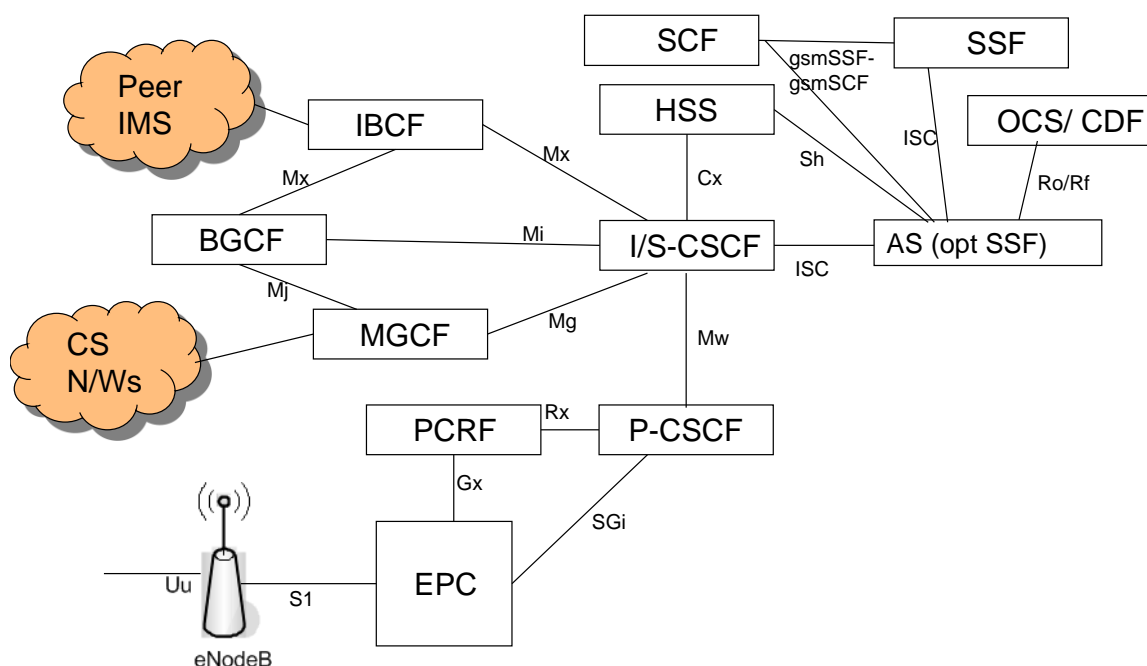 SCF
SSF
gsmSSF-
gsmSCF
Peer
IMS
IBCF
HSS
OCS/ CDF
ISC
Mx
Sh
Mx
Cx
Ro/Rf
BGCF
Mi
I/S-CSCF
AS (opt SSF)
ISC
Mj
Mg
MGCF
Mw
CS
N/Ws
PCRF
Rx
P-CSCF
Gx
SGi
EPC
Uu
S1
eNodeB